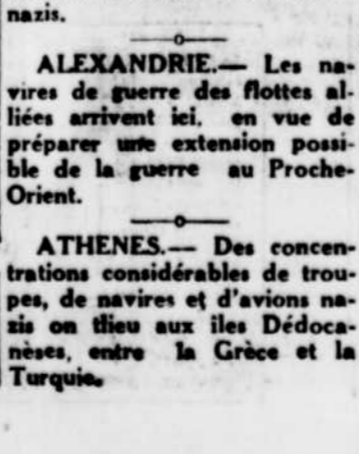 nazis.
ALEXANDRIE.— Les na-
vires de guerre des flottes al-
liées arrivent ici, en vue de
préparer une extension possi-
ble de la guerre au Proche-
Orient.
ATHENES.— Des concen-
trations considérables de trou-
pes, de navires et d'avions na-
zis on tlieu aux iles Dédoca-
nèses, entre la Grèce et la
Turquie.